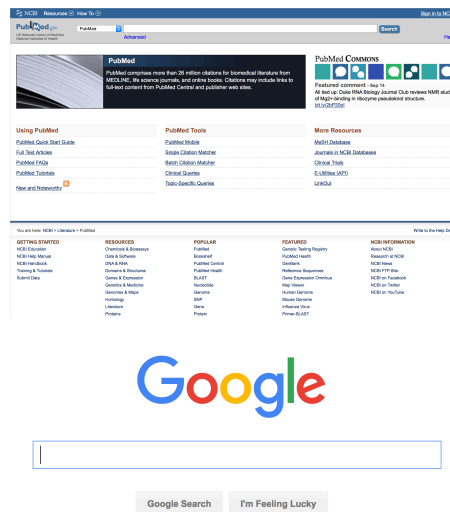 NCBI Resources How To Sign in to NC
PubMed.gov PubMed Search
US National Library of Medicine
National Institutes of Health
Advanced He
PubMed
PubMed comprises more than 26 million citations for biomedical literature from
MEDLINE, life science journals, and online books. Citations may include links to
full-text content from PubMed Central and publisher web sites.
PubMed Commons
Featured comment - Sep 14
All tied up: Duke RNA Biology Journal Club reviews NMR stud
of Mg2+-binding in ribozyme pseudoknot structure.
Using PubMed
PubMed Quick Start Guide
Full Text Articles
PubMed FAQs
PubMed Tutorials
New and Noteworthy
PubMed Tools
PubMed Mobile
Single Citation Matcher
Batch Citation Matcher
Clinical Queries
Topic-Specific Queries
More Resources
MeSH Database
Journals in NCBI Databases
Clinical Trials
E-Utilities (API)
LinkOut
You are here: NCBI > Literature > PubMed Write to the Help De
GETTING STARTED
NCBI Education
NCBI Help Manual
NCBI Handbook
Training & Tutorials
Submit Data
RESOURCES
Chemicals & Bioassays
Data & Software
DNA & RNA
Domains & Structures
Genes & Expression
Genetics & Medicine
Genomes & Maps
Homology
Literature
Proteins
POPULAR
PubMed
Bookshelf
PubMed Central
PubMed Health
BLAST
Nucleotide
Genome
SNP
Gene
Protein
FEATURED
Genetic Testing Registry
PubMed Health
GenBank
Reference Sequences
Gene Expression Omnibus
Map Viewer
Human Genome
Mouse Genome
Influenza Virus
Primer-BLAST
NCBI INFORMATION
About NCBI
Research at NCBI
NCBI News
NCBI FTP Site
NCBI on Facebook
NCBI on Twitter
NCBI on YouTube
Google
Google Search I'm Feeling Lucky